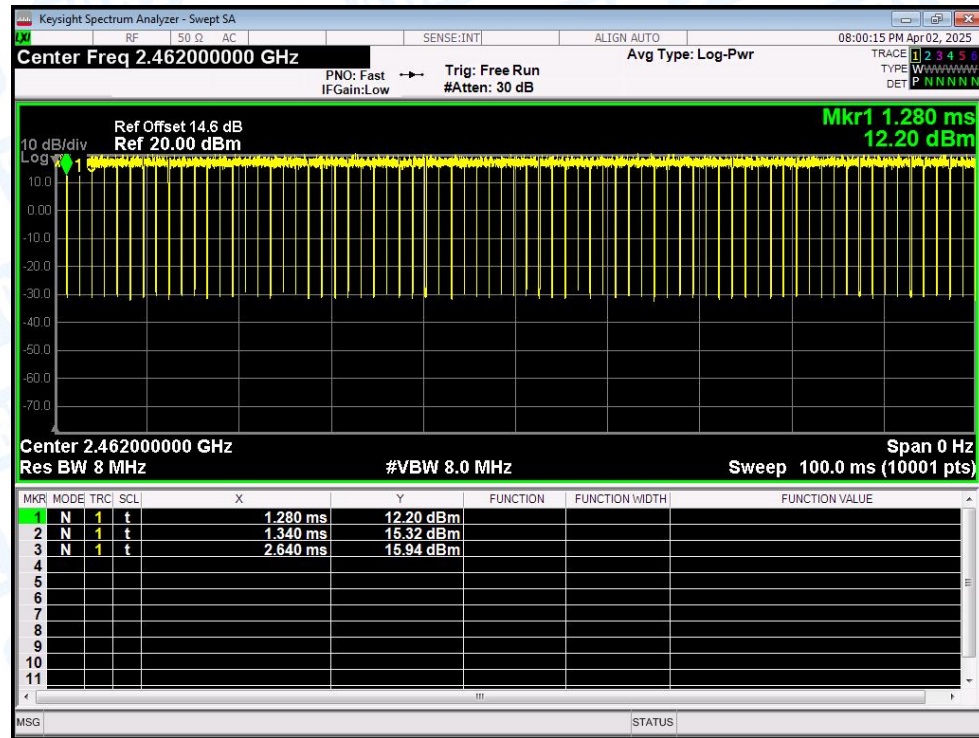 Keysight Spectrum Analyzer - Swept SA
LXI RF 50 Ω AC SENSE:INT ALIGN AUTO 08:00:15 PM Apr 02, 2025
Center Freq 2.462000000 GHz Avg Type: Log-Pwr TRACE 1 2 3 4 5 6
PNO: Fast Trig: Free Run TYPE WWWWWW
IFGain:Low #Atten: 30 dB DET P N N N N N
Mkr1 1.280 ms
Ref Offset 14.6 dB
10 dB/div Ref 20.00 dBm 12.20 dBm
Log
1
10.0
0.00
-10.0
-20.0
-30.0
-40.0
-50.0
-60.0
-70.0
Center 2.462000000 GHz Span 0 Hz
Res BW 8 MHz #VBW 8.0 MHz Sweep 100.0 ms (10001 pts)
MKR MODE TRC SCL X Y FUNCTION FUNCTION WIDTH FUNCTION VALUE
1 N 1 t 1.280 ms 12.20 dBm
2 N 1 t 1.340 ms 15.32 dBm
3 N 1 t 2.640 ms 15.94 dBm
4
5
6
7
8
9
10
11
MSG STATUS